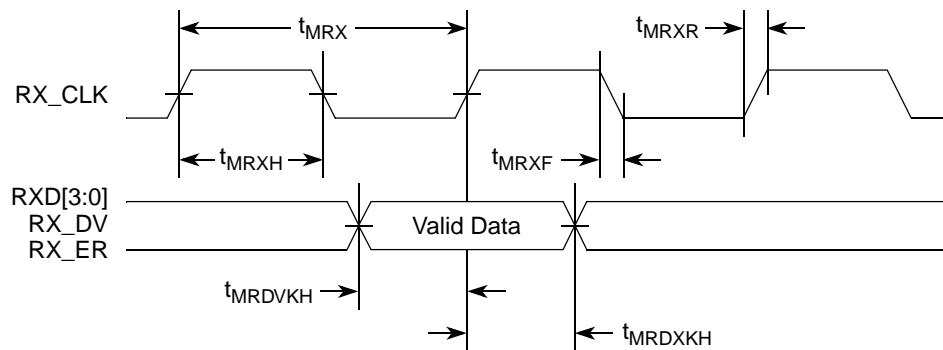 tMRX
tMRXR
RX_CLK
tMRXH
tMRXF
RXD[3:0]
RX_DV
RX_ER
Valid Data
tMRDVKH
tMRDXKH